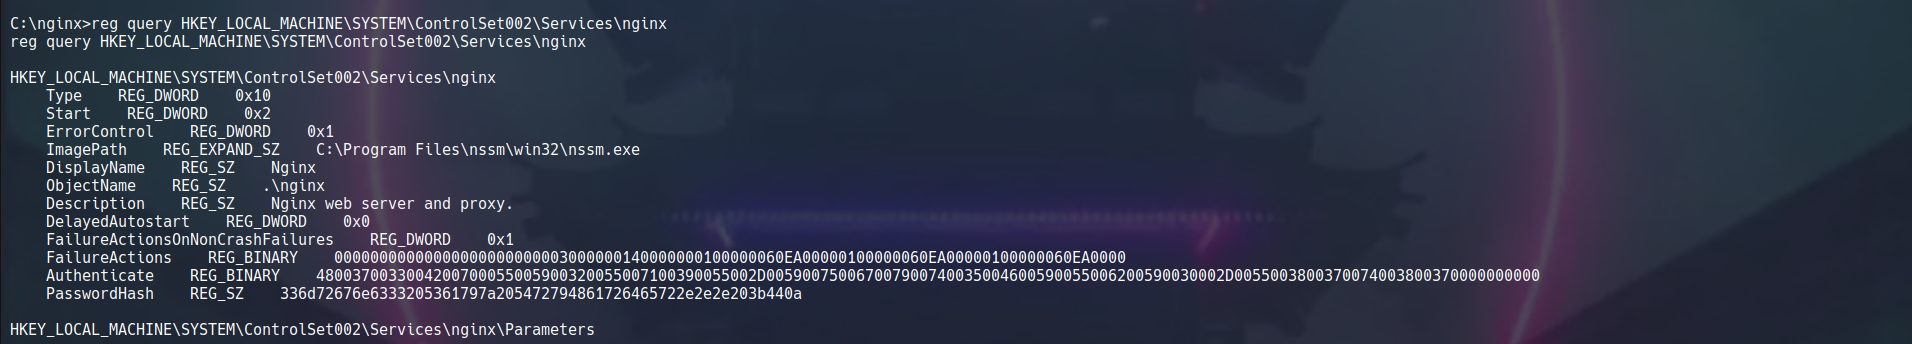 C:\nginx>reg query HKEY_LOCAL_MACHINE\SYSTEM\ControlSet002\Services\nginx
reg query HKEY_LOCAL_MACHINE\SYSTEM\ControlSet002\Services\nginx
HKEY_LOCAL_MACHINE\SYSTEM\ControlSet002\Services\nginx
Type REG_DWORD 0x10
Start REG_DWORD 0x2
ErrorControl REG_DWORD 0x1
ImagePath REG_EXPAND_SZ C:\Program Files\nssm\win32\nssm.exe
DisplayName REG_SZ Nginx
ObjectName REG_SZ .\nginx
Description REG_SZ Nginx web server and proxy.
DelayedAutostart REG_DWORD 0x0
FailureActionsOnNonCrashFailures REG_DWORD 0x1
FailureActions REG_BINARY 00000000000000000000000003000000140000000100000060EA00000100000060EA00000100000060EA0000
Authenticate REG_BINARY 4800370033004200700055005900320055007100390055002D005900750067007900740035004600590055006200590030002D0055003800370074003800370000000000
PasswordHash REG_SZ 336d72676e6333205361797a205472794861726465722e2e2e203b440a
HKEY_LOCAL_MACHINE\SYSTEM\ControlSet002\Services\nginx\Parameters